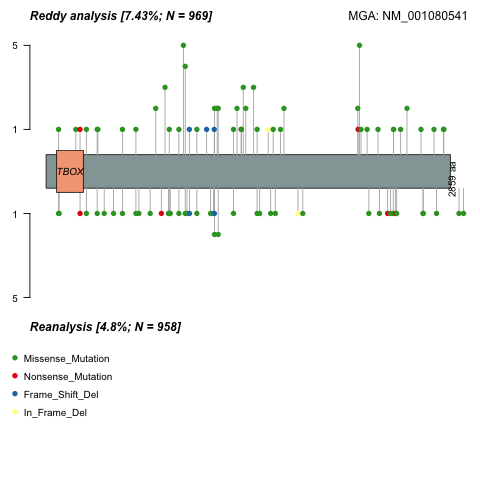 Reddy analysis [7.43%; N = 969]
MGA: NM_001080541
5
1
TBOX
2859 aa
1
5
Reanalysis [4.8%; N = 958]
Missense_Mutation
Nonsense_Mutation
Frame_Shift_Del
In_Frame_Del